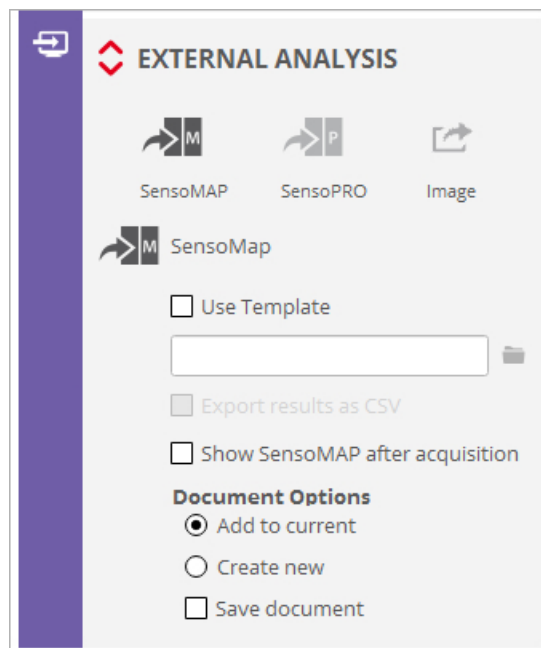 EXTERNAL ANALYSIS
M P
SensoMAP SensoPRO Image
M SensoMap
Use Template
Export results as CSV
Show SensoMAP after acquisition
Document Options
Add to current
Create new
Save document